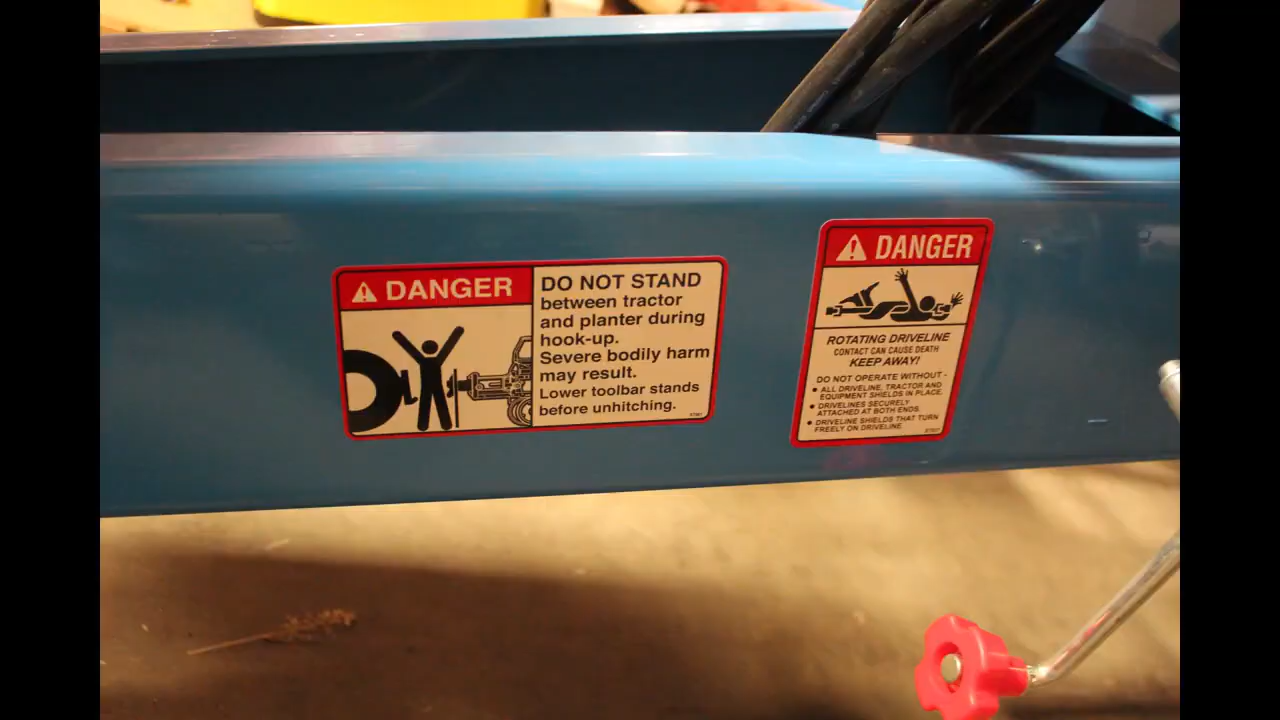 DANGER
DO NOT STAND
between tractor
and planter during
hook-up.
Severe bodily harm
may result.
Lower toolbar stands
before unhitching.
DANGER
ROTATING DRIVELINE
CONTACT CAN CAUSE DEATH
KEEP AWAY!
DO NOT OPERATE WITHOUT -
• ALL DRIVELINE, TRACTOR AND
EQUIPMENT SHIELDS IN PLACE.
• DRIVELINES SECURELY
ATTACHED AT BOTH ENDS.
• DRIVELINE SHIELDS THAT TURN
FREELY ON DRIVELINE